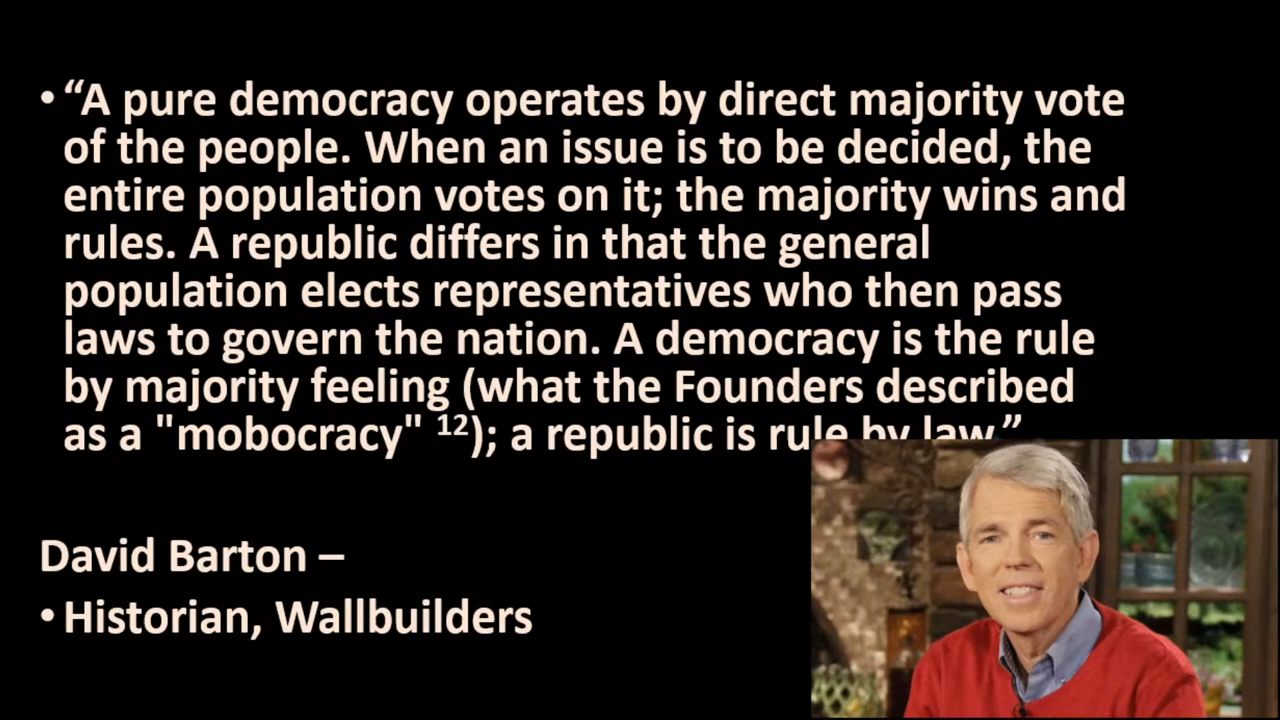 • “A pure democracy operates by direct majority vote
of the people. When an issue is to be decided, the
entire population votes on it; the majority wins and
rules. A republic differs in that the general
population elects representatives who then pass
laws to govern the nation. A democracy is the rule
by majority feeling (what the Founders described
as a "mobocracy" ¹²); a republic is rule by law.”
David Barton –
• Historian, Wallbuilders